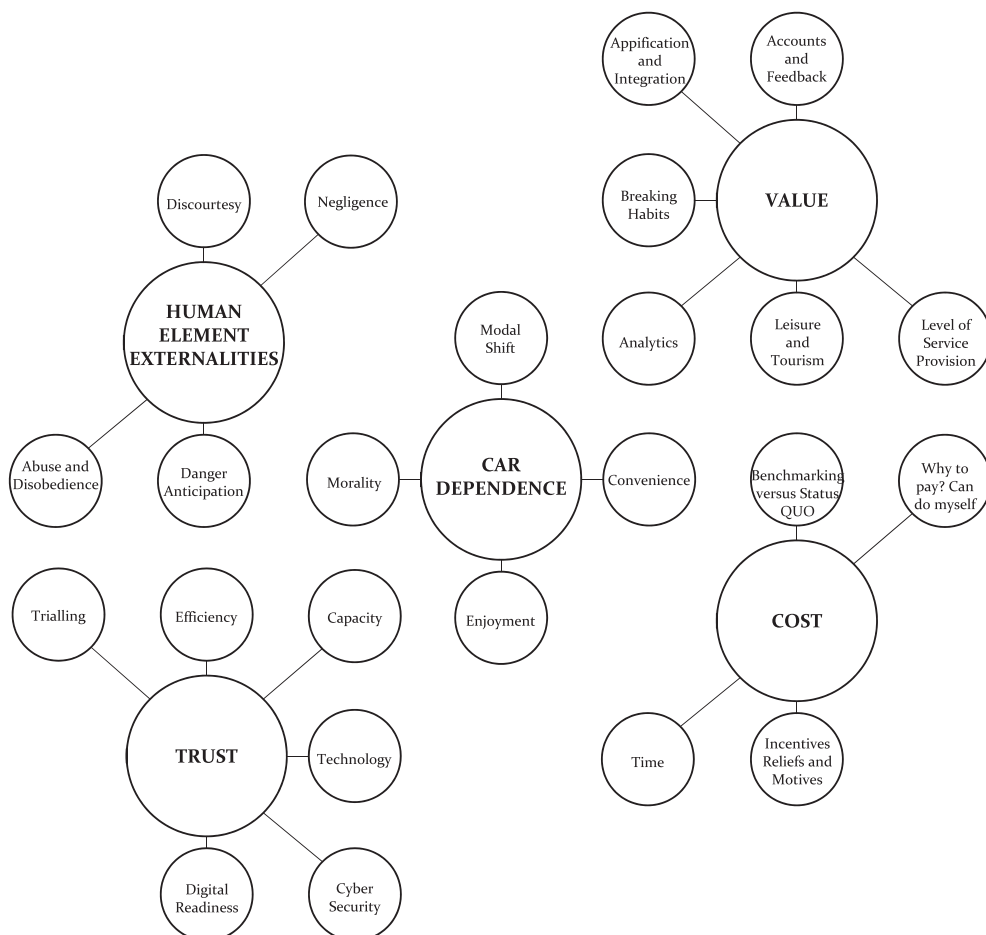 Appification
and
Integration
Accounts
and
Feedback
Breaking
Habits
VALUE
Analytics
Leisure
and
Tourism
Level of
Service
Provision
Discourtesy
Negligence
HUMAN
ELEMENT
EXTERNALITIES
Abuse and
Disobedience
Danger
Anticipation
Modal
Shift
Morality
CAR
DEPENDENCE
Convenience
Enjoyment
Benchmarking
versus Status
QUO
Why to
pay? Can
do myself
COST
Time
Incentives
Reliefs and
Motives
Trialling
Efficiency
Capacity
TRUST
Technology
Digital
Readiness
Cyber
Security